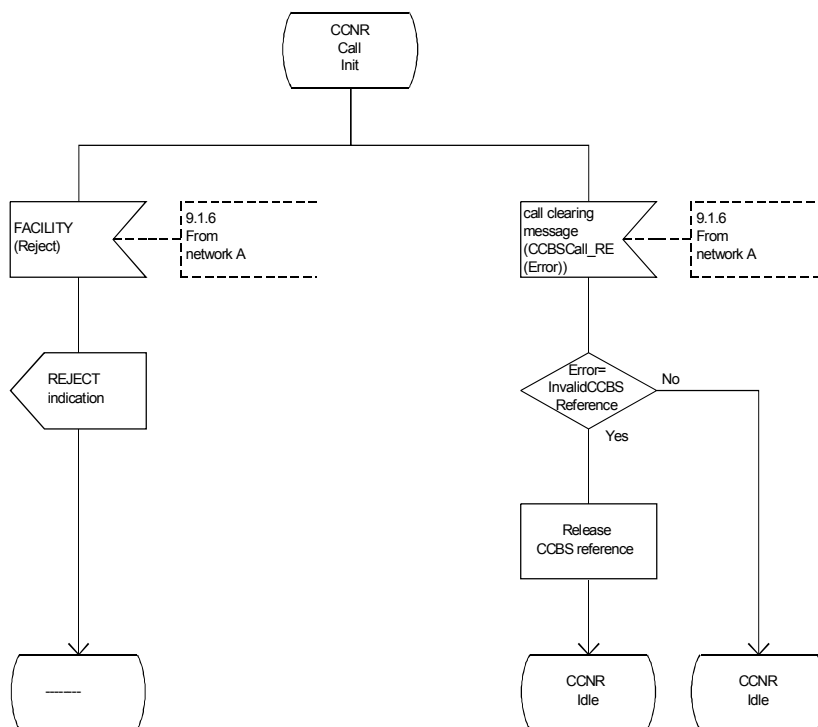 CCNR
Call
Init
FACILITY
(Reject)
9.1.6
From
network A
call clearing
message
(CCBSCall_RE
(Error))
9.1.6
From
network A
REJECT
indication
Error=
InvalidCCBS
Reference
No
Yes
Release
CCBS reference
--------
CCNR
Idle
CCNR
Idle